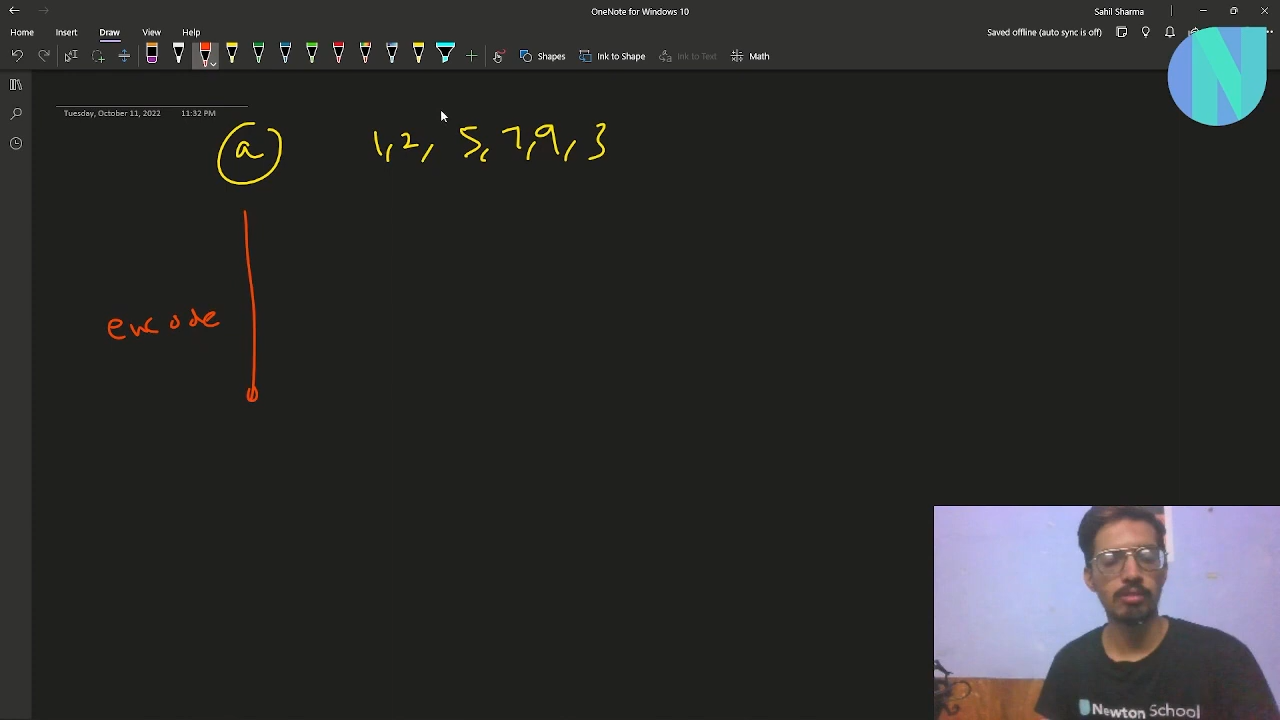 OneNote for Windows 10
Sahil Sharma
Home Insert Draw View Help
Saved offline (auto sync is off)
Shapes Ink to Shape Ink to Text Math
Tuesday, October 11, 2022 11:32 PM
a 1,2, 5,7,9,3
encode
N
Newton School